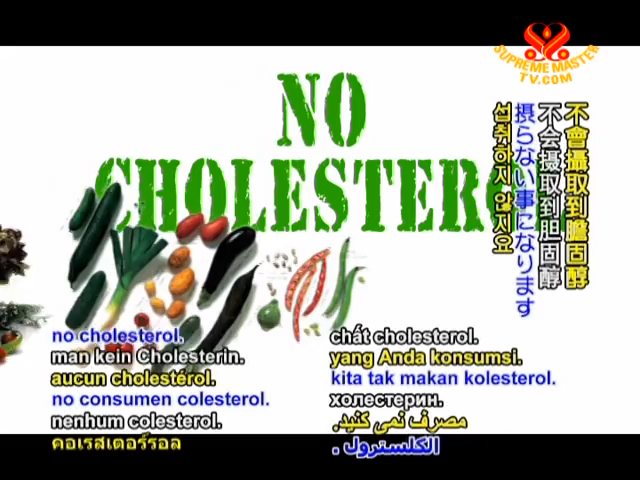 SUPREME MASTER
TV.COM
NO
CHOLESTEROL
不會攝取到膽固醇
不会摄取到胆固醇
摂らない事になります
섭취하지 않지요
no cholesterol.
man kein Cholesterin.
aucun cholestérol.
no consumen colesterol.
nenhum colesterol.
คอเรสเตอร์รอล
chất cholesterol.
yang Anda konsumsi.
kita tak makan kolesterol.
холестерин.
مصرف نمی کنید.
الكلسترول .